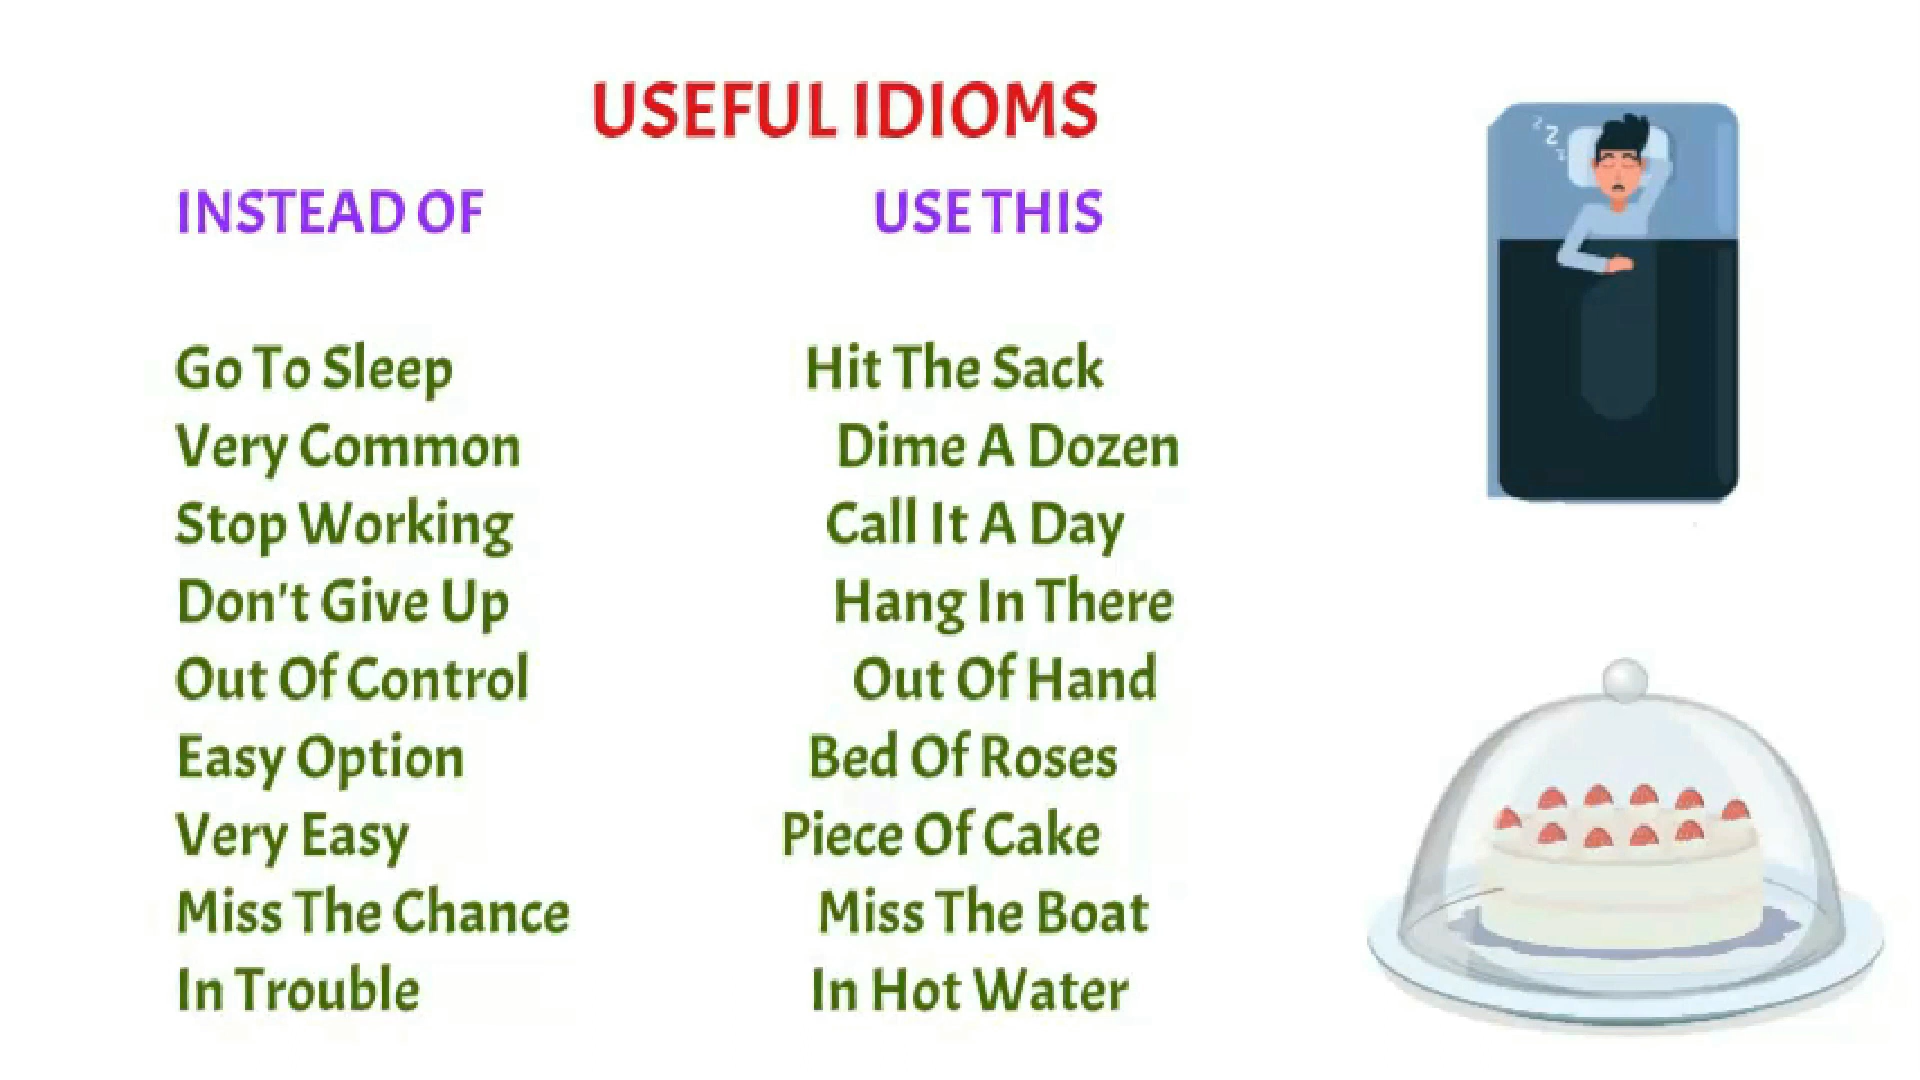 USEFUL IDIOMS
INSTEAD OF USE THIS
Go To Sleep Hit The Sack
Very Common Dime A Dozen
Stop Working Call It A Day
Don't Give Up Hang In There
Out Of Control Out Of Hand
Easy Option Bed Of Roses
Very Easy Piece Of Cake
Miss The Chance Miss The Boat
In Trouble In Hot Water
z z z